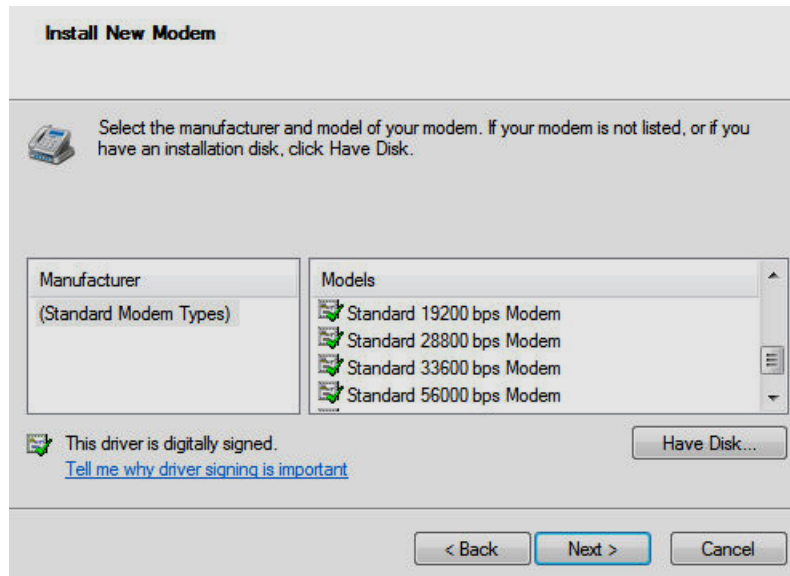 Install New Modem
Select the manufacturer and model of your modem. If your modem is not listed, or if you
have an installation disk, click Have Disk.
Manufacturer
(Standard Modem Types)
Models
Standard 19200 bps Modem
Standard 28800 bps Modem
Standard 33600 bps Modem
Standard 56000 bps Modem
This driver is digitally signed.
Tell me why driver signing is important
Have Disk...
< Back
Next >
Cancel